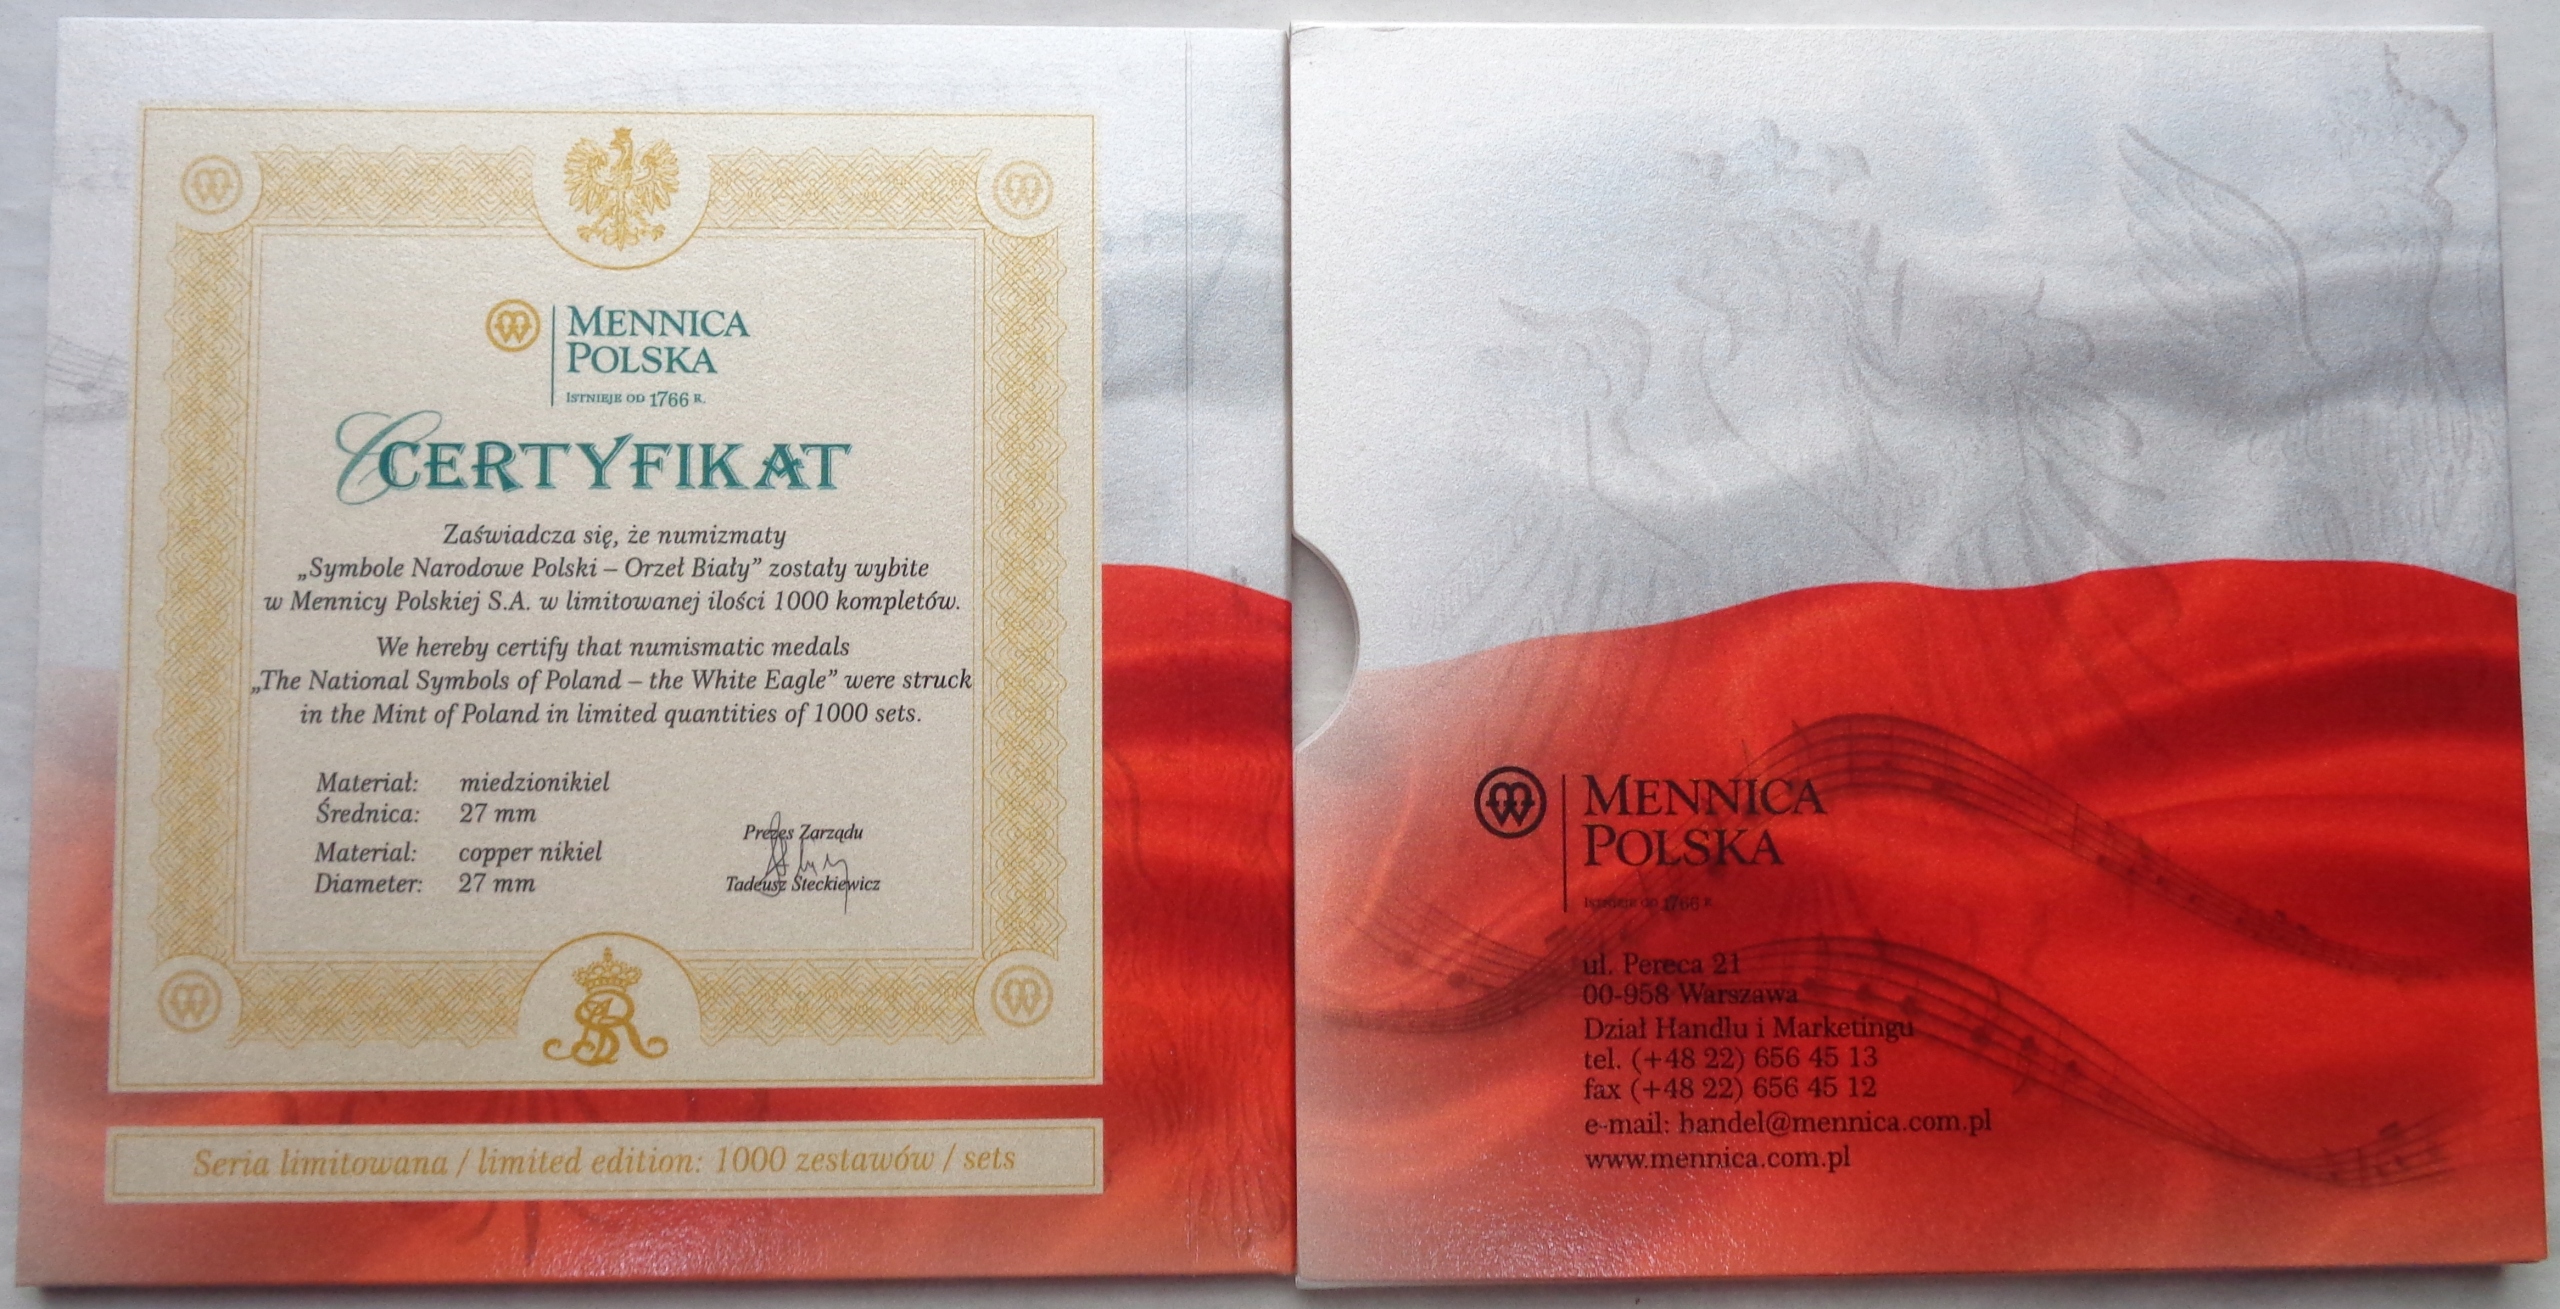 MENNICA
POLSKA
ISTNIEJE OD 1766 R.
CERTYFIKAT
Zaświadcza się, że numizmaty
„Symbole Narodowe Polski – Orzeł Biały” zostały wybite
w Mennicy Polskiej S.A. w limitowanej ilości 1000 kompletów.
We hereby certify that numismatic medals
„The National Symbols of Poland – the White Eagle” were struck
in the Mint of Poland in limited quantities of 1000 sets.
Materiał: miedzionikiel
Średnica: 27 mm
Material: copper nikiel
Diameter: 27 mm
Prezes Zarządu
Tadeusz Steckiewicz
Seria limitowana / limited edition: 1000 zestawów / sets
MENNICA
POLSKA
ISTNIEJE OD 1766 R.
ul. Pereca 21
00-958 Warszawa
Dział Handlu i Marketingu
tel. (+48 22) 656 45 13
fax (+48 22) 656 45 12
e-mail: handel@mennica.com.pl
www.mennica.com.pl